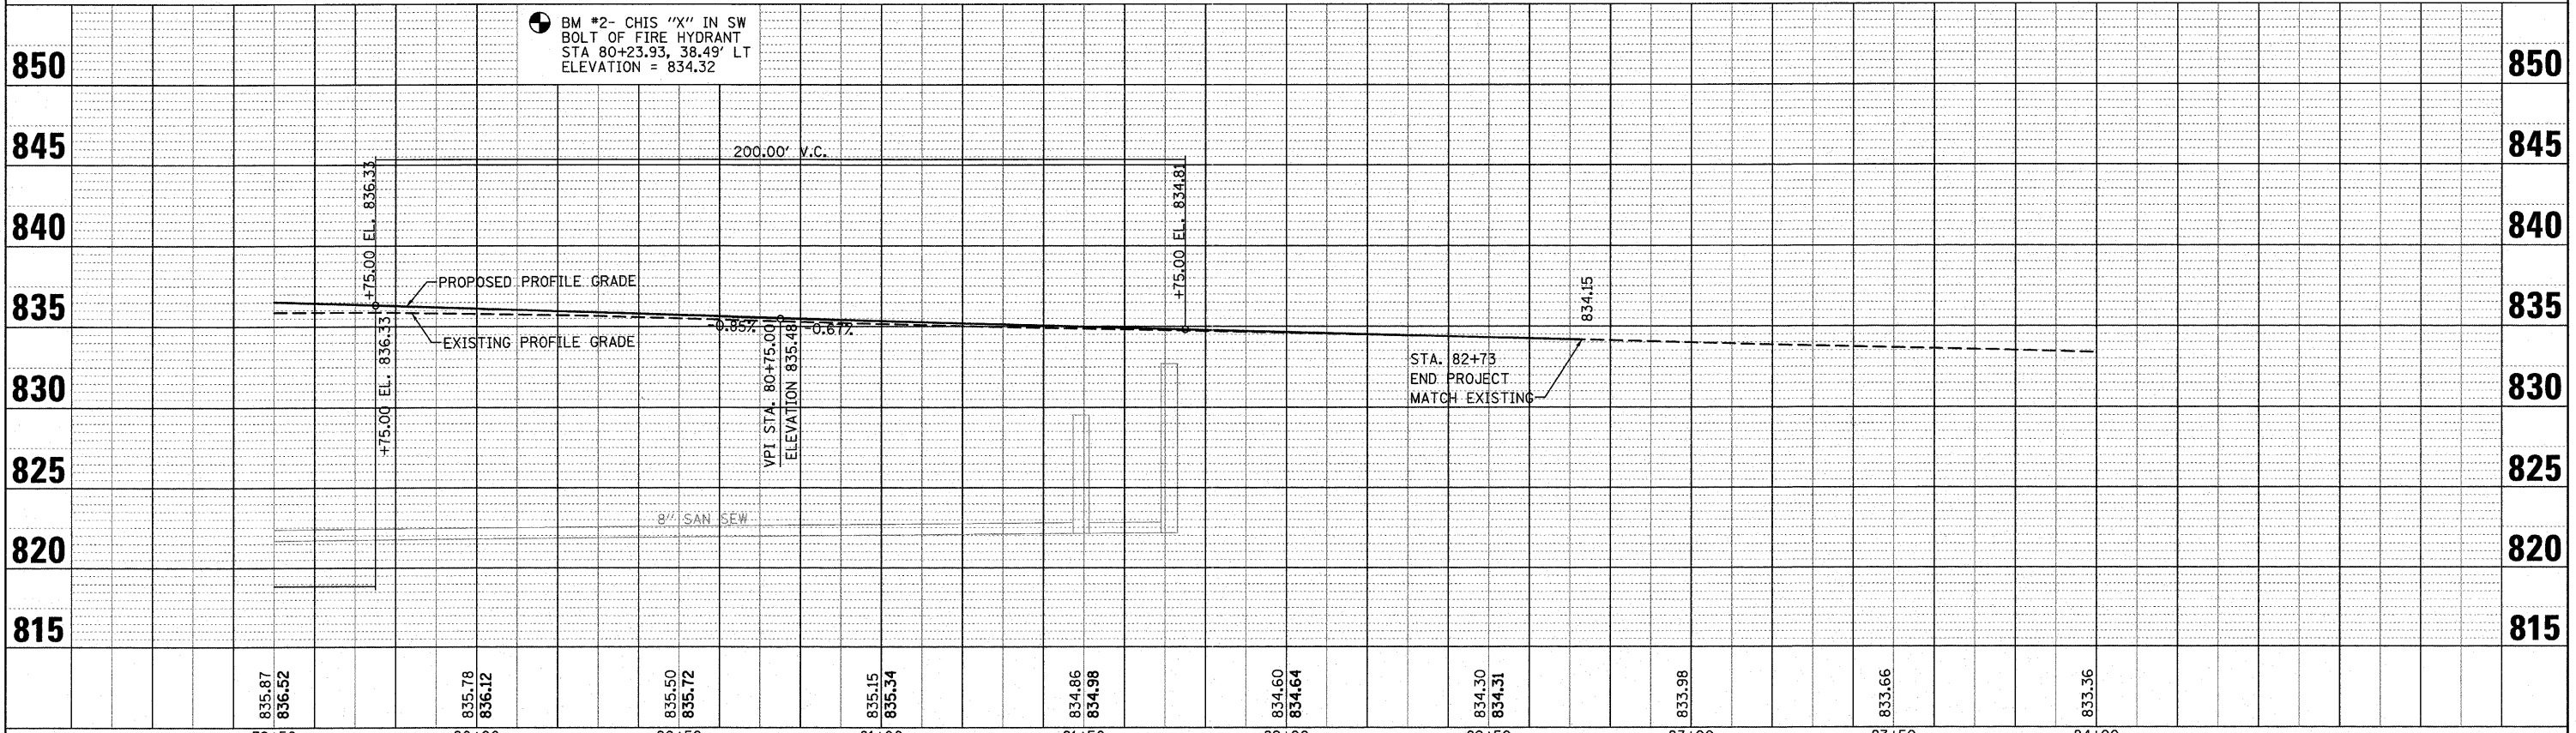 BM #2- CHIS "X" IN SW
BOLT OF FIRE HYDRANT
STA 80+23.93, 38.49' LT
ELEVATION = 834.32
850
850
845
845
840
840
835
835
830
830
825
825
820
820
815
815
200.00' V.C.
+75.00 EL. 836.33
+75.00 EL. 834.81
PROPOSED PROFILE GRADE
EXISTING PROFILE GRADE
+75.00 EL. 836.33
-0.85%
-0.67%
VPI STA. 80+75.00
ELEVATION 835.48
834.15
STA. 82+73
END PROJECT
MATCH EXISTING
8" SAN SEW
835.87
836.52
835.78
836.12
835.50
835.72
835.15
835.34
834.86
834.98
834.60
834.64
834.30
834.31
833.98
833.66
833.36